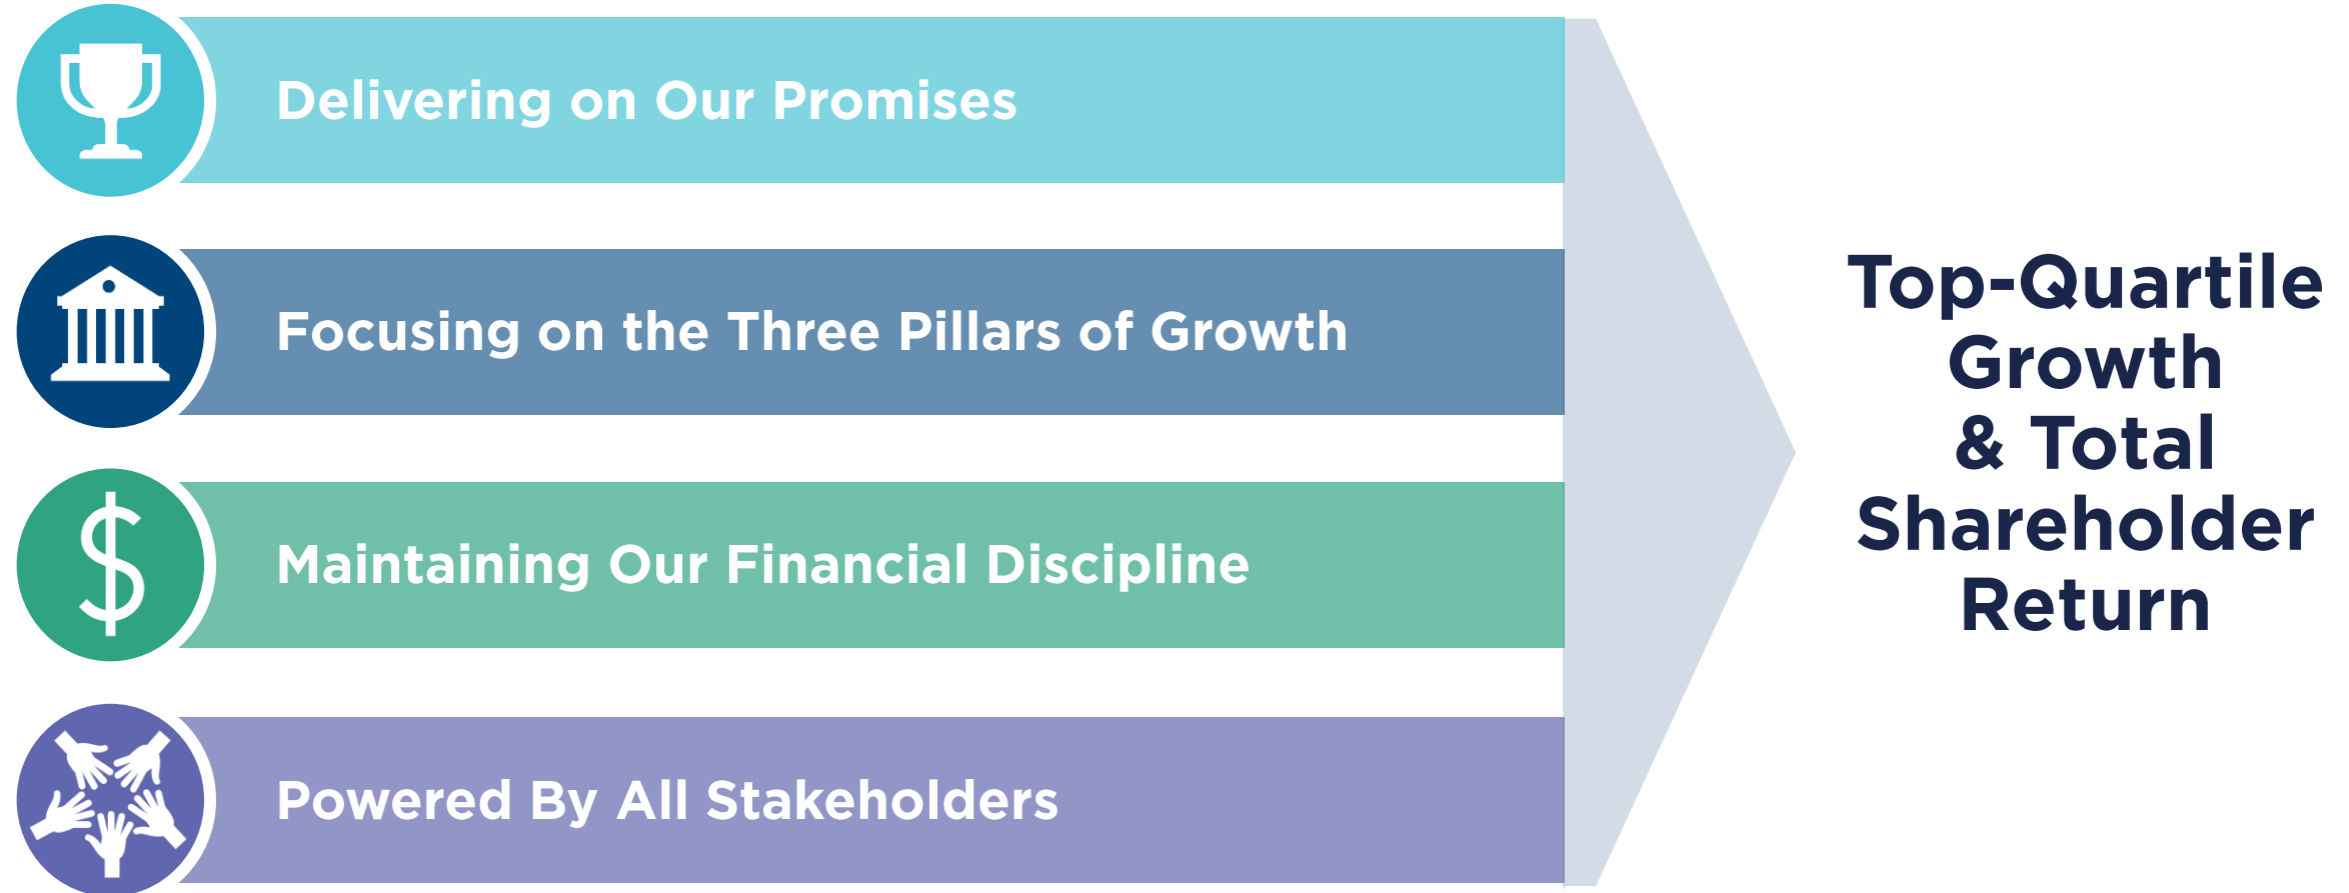 Delivering on Our Promises
Focusing on the Three Pillars of Growth
Maintaining Our Financial Discipline
Powered By All Stakeholders
Top-Quartile
Growth
& Total
Shareholder
Return